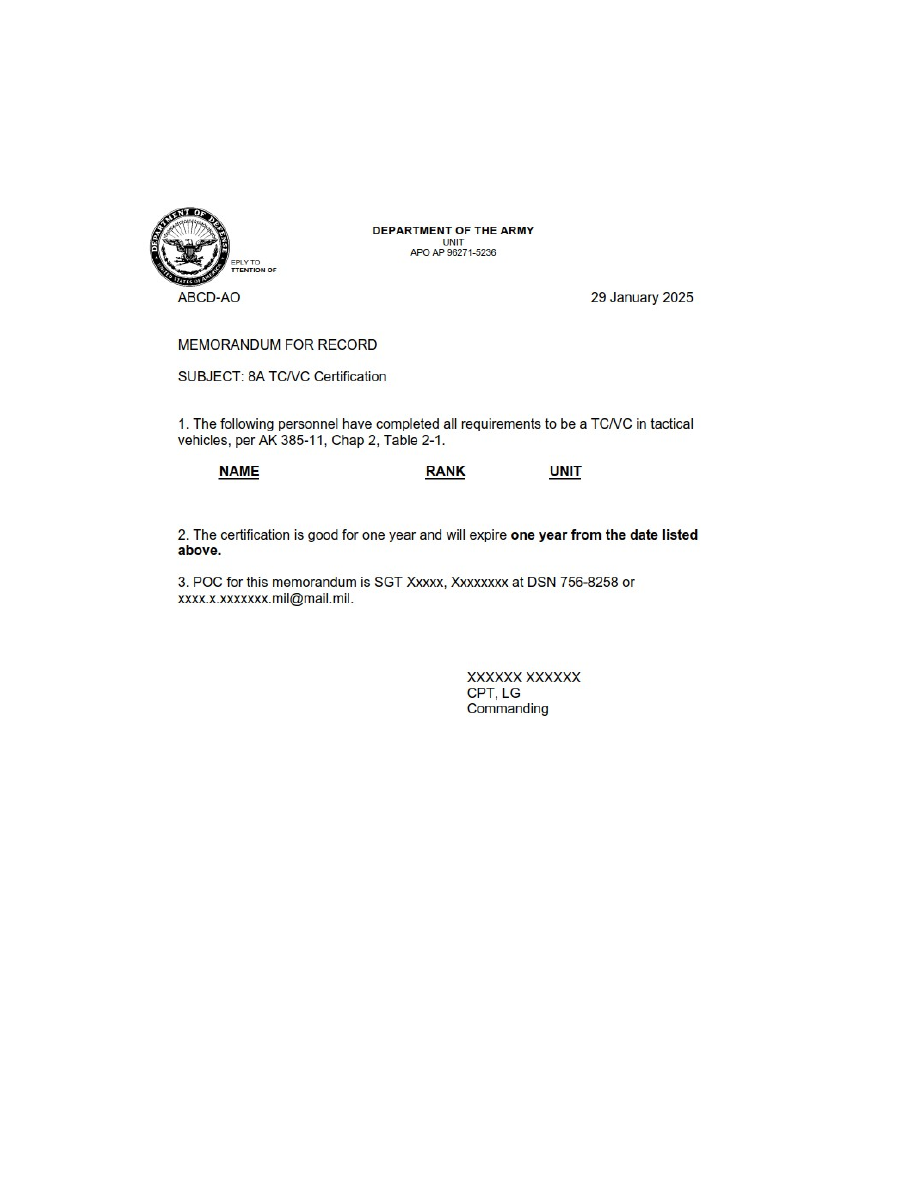 DEPARTMENT OF DEFENSE
UNITED STATES OF AMERICA
DEPARTMENT OF THE ARMY
UNIT
APO AP 96271-5236
EPLY TO
TTENTION OF
ABCD-AO 29 January 2025
MEMORANDUM FOR RECORD
SUBJECT: 8A TC/VC Certification
1. The following personnel have completed all requirements to be a TC/VC in tactical
vehicles, per AK 385-11, Chap 2, Table 2-1.
NAME RANK UNIT
2. The certification is good for one year and will expire one year from the date listed
above.
3. POC for this memorandum is SGT Xxxxx, Xxxxxxxx at DSN 756-8258 or
xxxx.x.xxxxxxx.mil@mail.mil.
XXXXXX XXXXXX
CPT, LG
Commanding